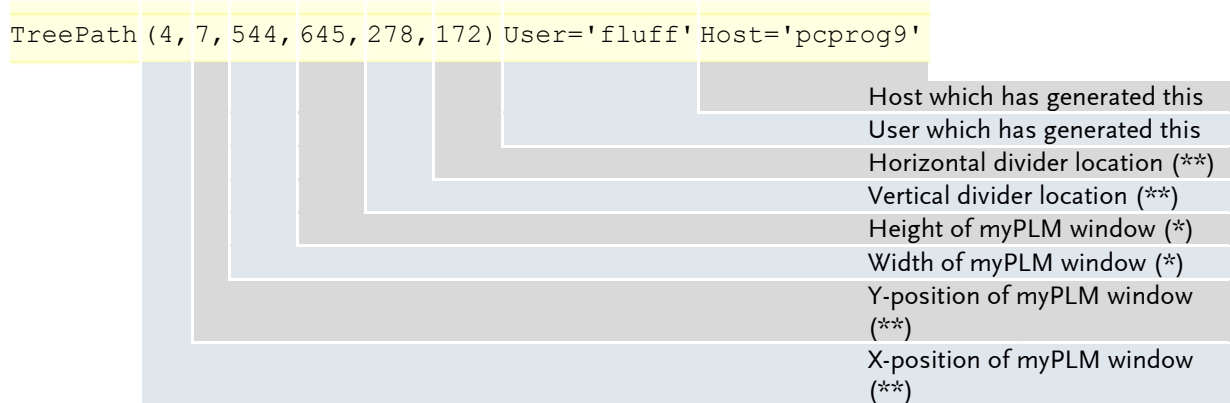 TreePath (4, 7, 544, 645, 278, 172) User='fluff' Host='pcprog9'
Host which has generated this
User which has generated this
Horizontal divider location (**)
Vertical divider location (**)
Height of myPLM window (*)
Width of myPLM window (*)
Y-position of myPLM window
(**)
X-position of myPLM window
(**)